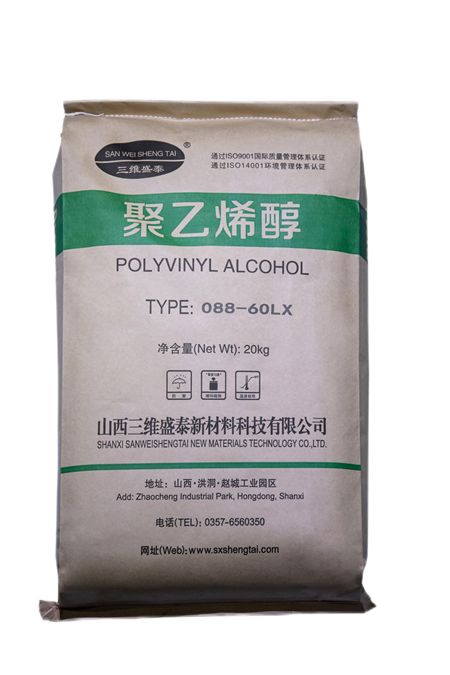 SAN WEI SHENG TAI
®
三维盛泰
通过ISO9001国际质量管理体系认证
通过ISO14001环境管理体系认证
聚乙烯醇
POLYVINYL ALCOHOL
TYPE: 088-60LX
净含量(Net Wt): 20kg
山西三维盛泰新材料科技有限公司
SHANXI SANWEISHENGTAI NEW MATERIALS TECHNOLOGY CO.,LTD.
地址: 山西·洪洞·赵城工业园区
Add: Zhaocheng Industrial Park, Hongdong, Shanxi
电话(TEL): 0357-6560350
网址(Web): www.sxshengtai.com